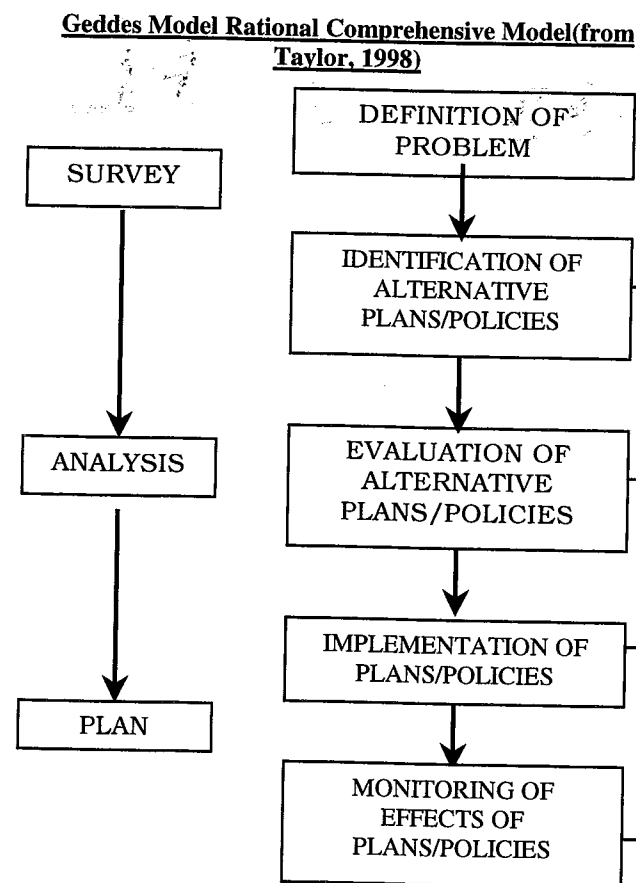 Geddes Model Rational Comprehensive Model(from
Taylor, 1998)
SURVEY
ANALYSIS
PLAN
DEFINITION OF
PROBLEM
IDENTIFICATION OF
ALTERNATIVE
PLANS/POLICIES
EVALUATION OF
ALTERNATIVE
PLANS/POLICIES
IMPLEMENTATION OF
PLANS/POLICIES
MONITORING OF
EFFECTS OF
PLANS/POLICIES